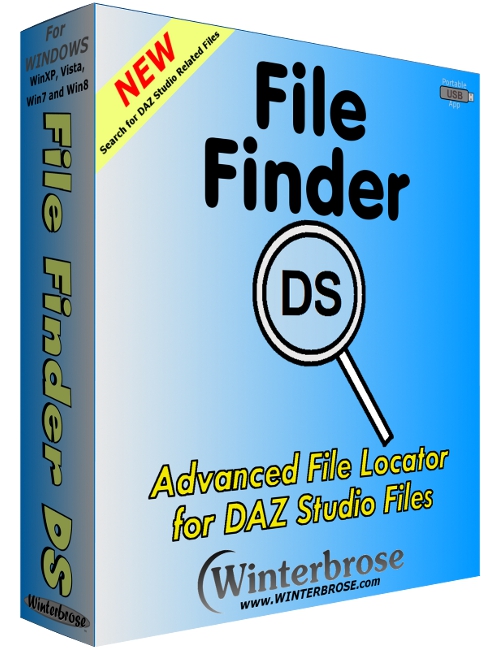 For
WINDOWS
WinXP, Vista,
Win7 and Win8
File Finder DS
Winterbrose
NEW
Search for DAZ Studio Related Files
Portable
USB
App
File
Finder
DS
Advanced File Locator
for DAZ Studio Files
Winterbrose
www.WINTERBROSE.com